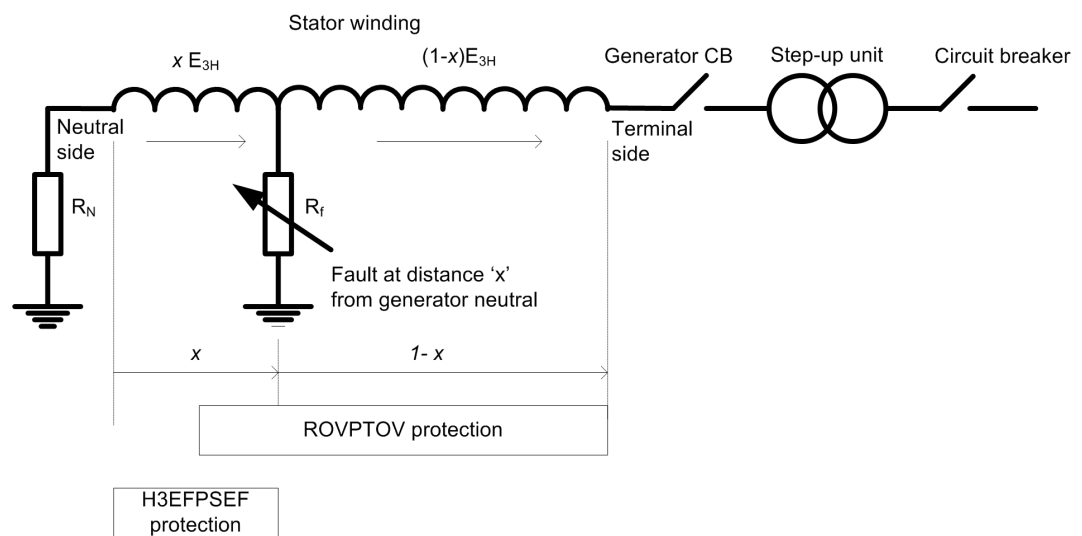 Stator winding
x E3H
(1-x)E3H
Generator CB
Step-up unit
Circuit breaker
Neutral
side
Terminal
side
RN
Rf
Fault at distance ‘x’
from generator neutral
x
1- x
ROVPTOV protection
H3EFPSEF
protection